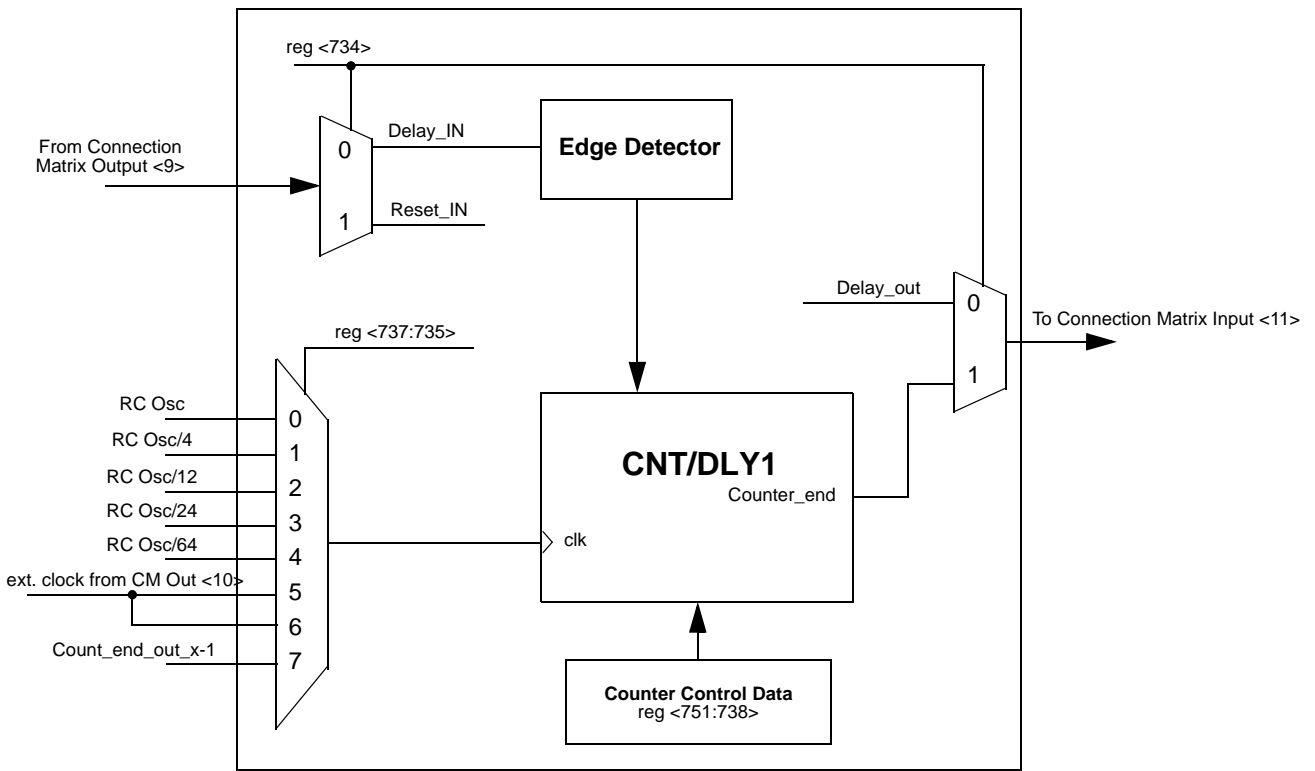 reg <734>
From Connection
Matrix Output <9>
0
1
Delay_IN
Reset_IN
Edge Detector
Delay_out
0
1
To Connection Matrix Input <11>
reg <737:735>
RC Osc
RC Osc/4
RC Osc/12
RC Osc/24
RC Osc/64
ext. clock from CM Out <10>
Count_end_out_x-1
0
1
2
3
4
5
6
7
CNT/DLY1
Counter_end
clk
Counter Control Data
reg <751:738>